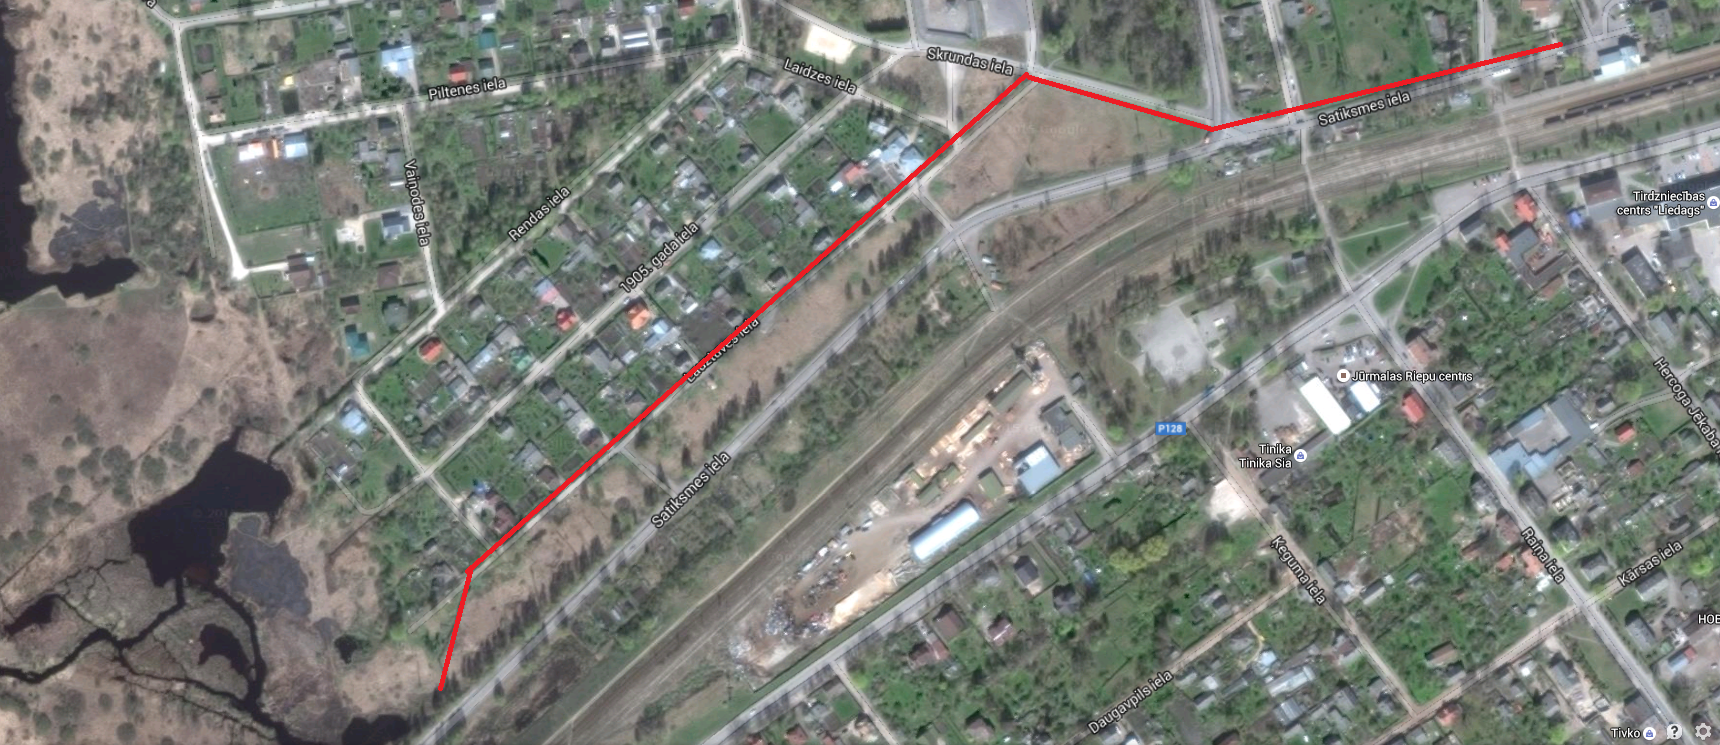 Skrundas iela
Laidzes iela
Piltenes iela
Satiksmes iela
Vaiņodes iela
Rendas iela
Tirdzniecības
centrs "Liedags"
1905. gada iela
Jūrmalas Riepu centrs
Hercoga Jēkaba
P128
Tinika
Tinika Sia
Satiksmes iela
Raiņa iela
Ķeguma iela
Kārsas iela
НОВ
Daugavpils iela
Tivko
?